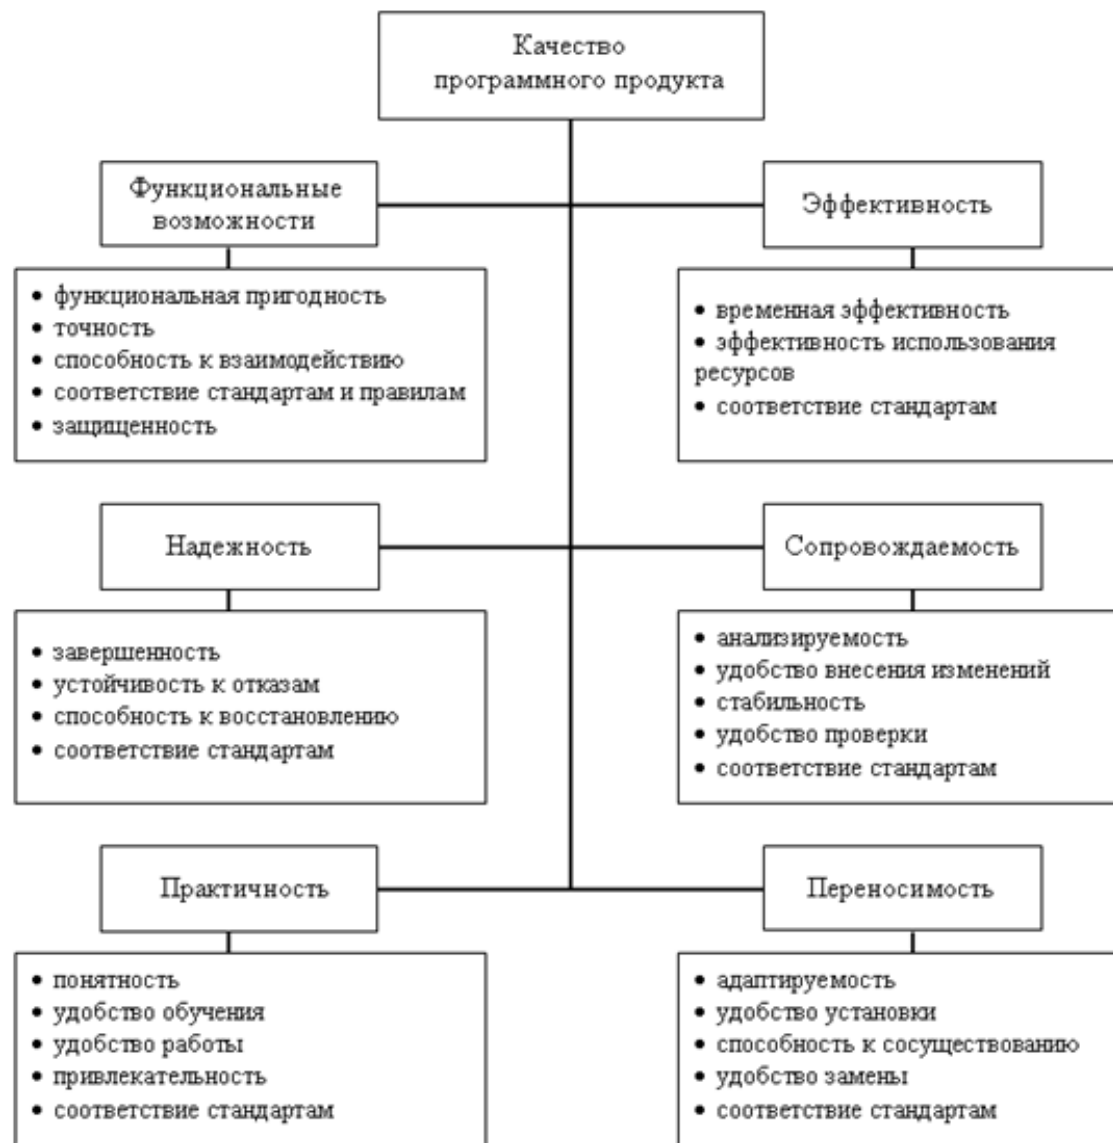 Качество
программного продукта
Функциональные
возможности
• функциональная пригодность
• точность
• способность к взаимодействию
• соответствие стандартам и правилам
• защищенность
Эффективность
• временная эффективность
• эффективность использования
ресурсов
• соответствие стандартам
Надежность
• завершенность
• устойчивость к отказам
• способность к восстановлению
• соответствие стандартам
Сопровождаемость
• анализируемость
• удобство внесения изменений
• стабильность
• удобство проверки
• соответствие стандартам
Практичность
• понятность
• удобство обучения
• удобство работы
• привлекательность
• соответствие стандартам
Переносимость
• адаптируемость
• удобство установки
• способность к сосуществованию
• удобство замены
• соответствие стандартам